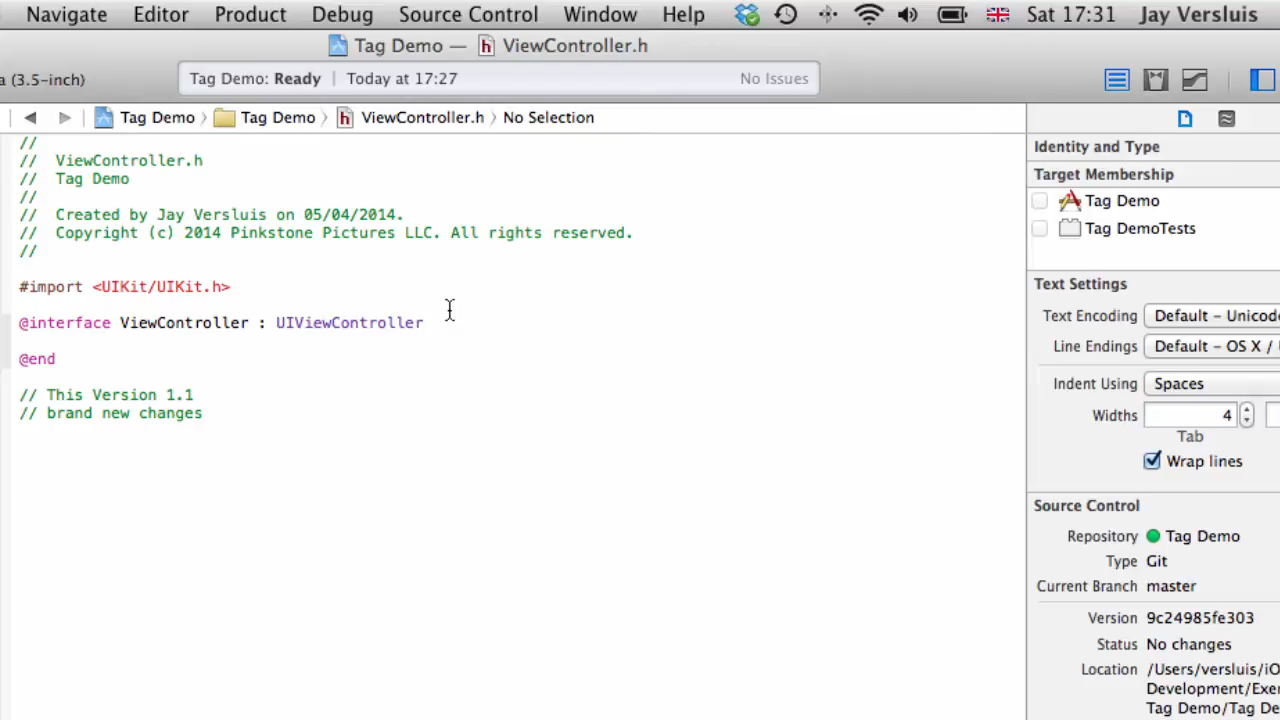 Navigate Editor Product Debug Source Control Window Help Sat 17:31 Jay Versluis
Tag Demo — h ViewController.h
a (3.5-inch) Tag Demo: Ready | Today at 17:27 No Issues
Tag Demo 〉 Tag Demo 〉 h ViewController.h 〉 No Selection
//
// ViewController.h
// Tag Demo
//
// Created by Jay Versluis on 05/04/2014.
// Copyright (c) 2014 Pinkstone Pictures LLC. All rights reserved.
//
#import <UIKit/UIKit.h>
@interface ViewController : UIViewController
@end
// This Version 1.1
// brand new changes
Identity and Type
Target Membership
Tag Demo
Tag DemoTests
Text Settings
Text Encoding Default – Unicod
Line Endings Default – OS X /
Indent Using Spaces
Widths 4
Tab
Wrap lines
Source Control
Repository Tag Demo
Type Git
Current Branch master
Version 9c24985fe303
Status No changes
Location /Users/versluis/iO
Development/Exer
Tag Demo/Tag De